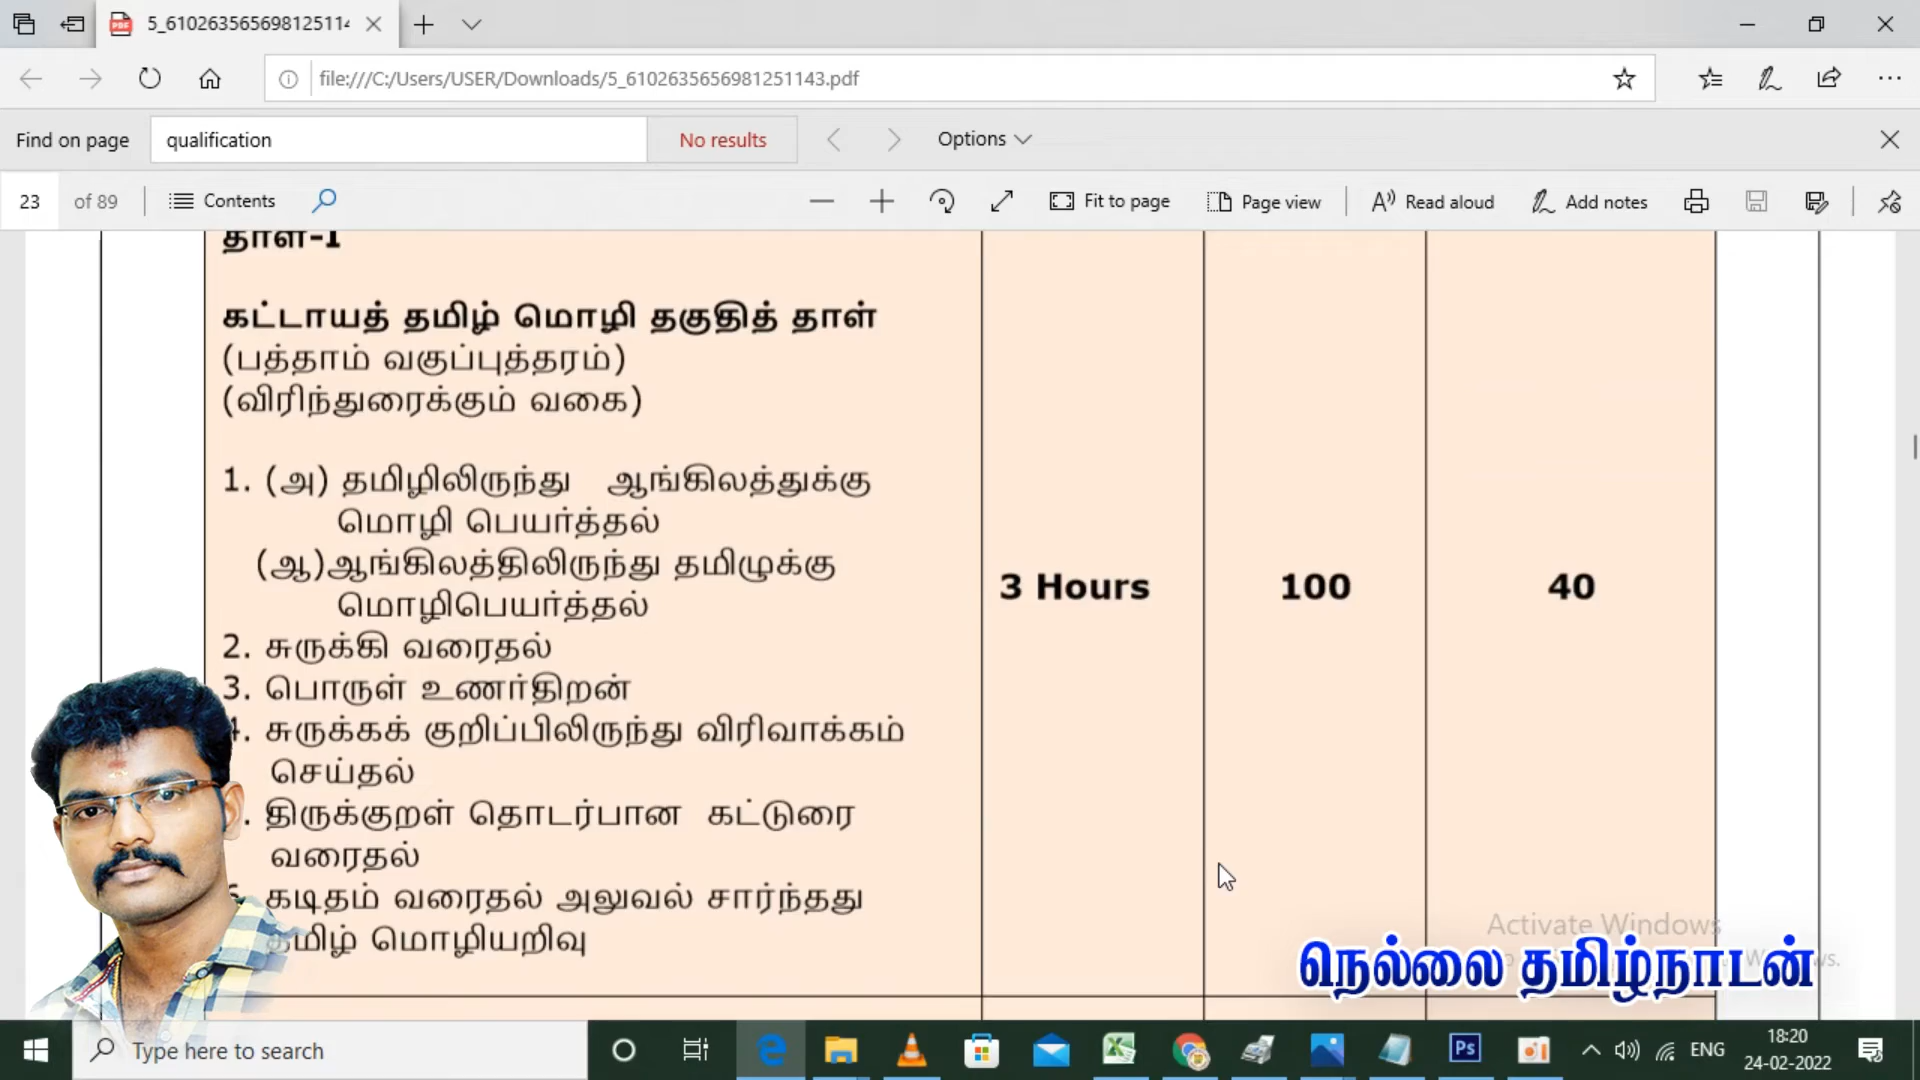 5_610263565698125114
file:///C:/Users/USER/Downloads/5_6102635656981251143.pdf
Find on page qualification No results Options
23 of 89 Contents Fit to page Page view Read aloud Add notes
தாள்-I
கட்டாயத் தமிழ் மொழி தகுதித் தாள்
(பத்தாம் வகுப்புத்தரம்)
(விரிந்துரைக்கும் வகை)
1. (அ) தமிழிலிருந்து ஆங்கிலத்துக்கு
மொழி பெயர்த்தல்
(ஆ)ஆங்கிலத்திலிருந்து தமிழுக்கு
மொழிபெயர்த்தல்
3 Hours 100 40
2. சுருக்கி வரைதல்
3. பொருள் உணர்திறன்
4. சுருக்கக் குறிப்பிலிருந்து விரிவாக்கம்
செய்தல்
. திருக்குறள் தொடர்பான கட்டுரை
வரைதல்
6. கடிதம் வரைதல் அலுவல் சார்ந்தது
தமிழ் மொழியறிவு
Activate Windows
நெல்லை தமிழ்நாடன்
Type here to search
ENG
18:20
24-02-2022